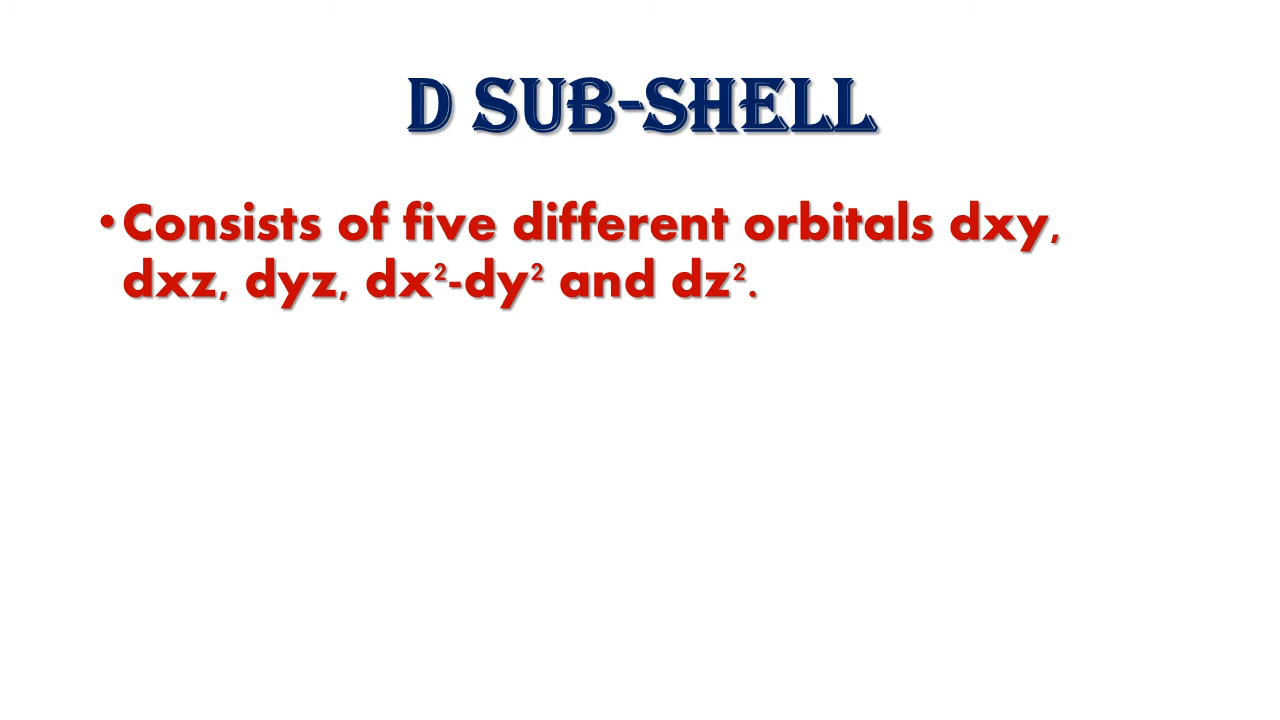 D SUB-SHELL
•Consists of five different orbitals dxy,
dxz, dyz, dx²-dy² and dz².